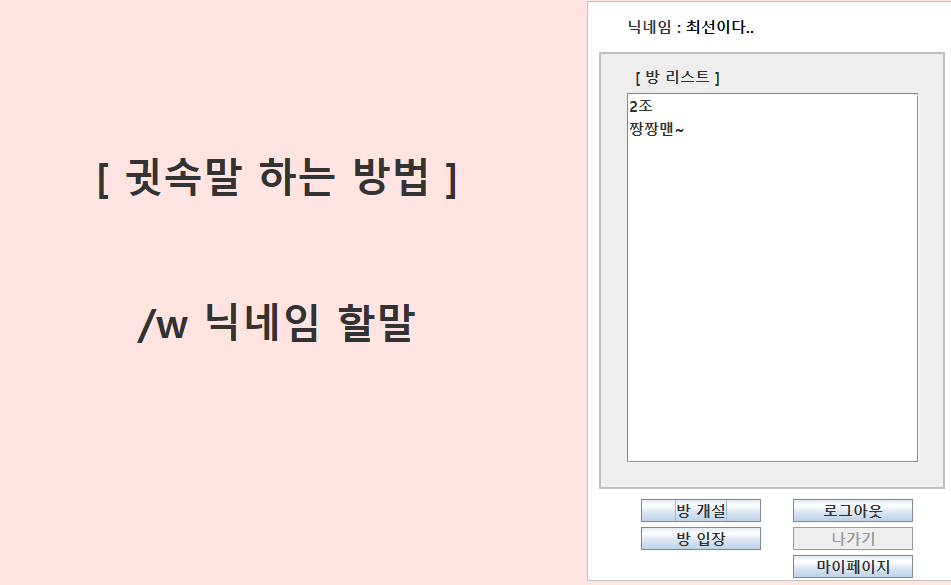 [ 귓속말 하는 방법 ]
/w 닉네임 할말
닉네임 : 최선이다..
[ 방 리스트 ]
2조
짱짱맨~
방 개설
로그아웃
방 입장
나가기
마이페이지